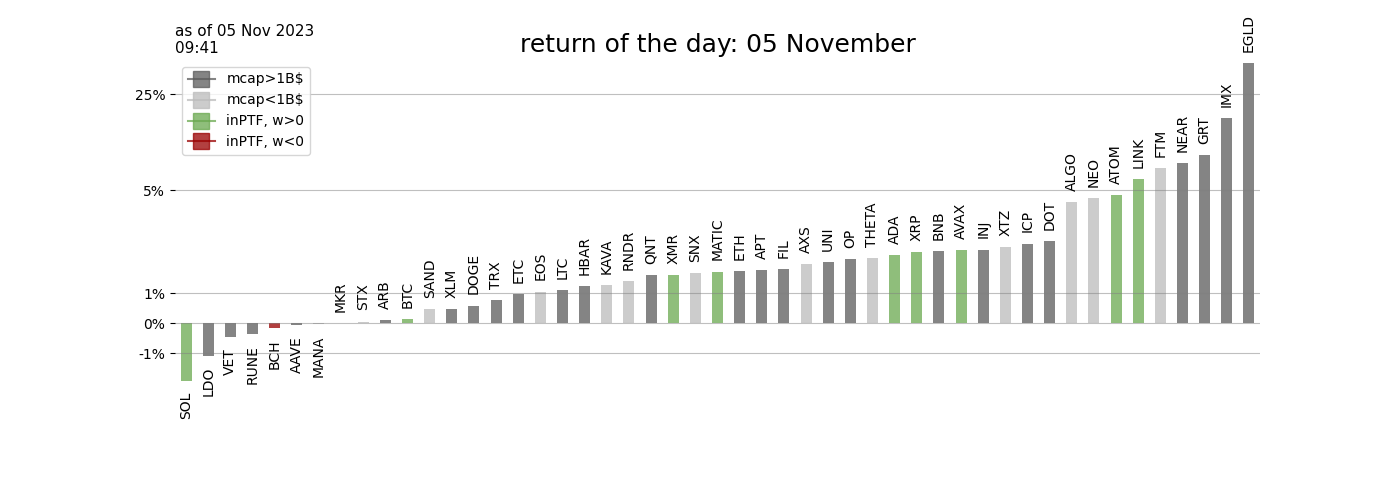 as of 05 Nov 2023
09:41
return of the day: 05 November
mcap>1B$
mcap<1B$
inPTF, w>0
inPTF, w<0
25%
5%
1%
0%
-1%
SOL
LDO
VET
RUNE
BCH
AAVE
MANA
MKR
STX
ARB
BTC
SAND
XLM
DOGE
TRX
ETC
EOS
LTC
HBAR
KAVA
RNDR
QNT
XMR
SNX
MATIC
ETH
APT
FIL
AXS
UNI
OP
THETA
ADA
XRP
BNB
AVAX
INJ
XTZ
ICP
DOT
ALGO
NEO
ATOM
LINK
FTM
NEAR
GRT
IMX
EGLD